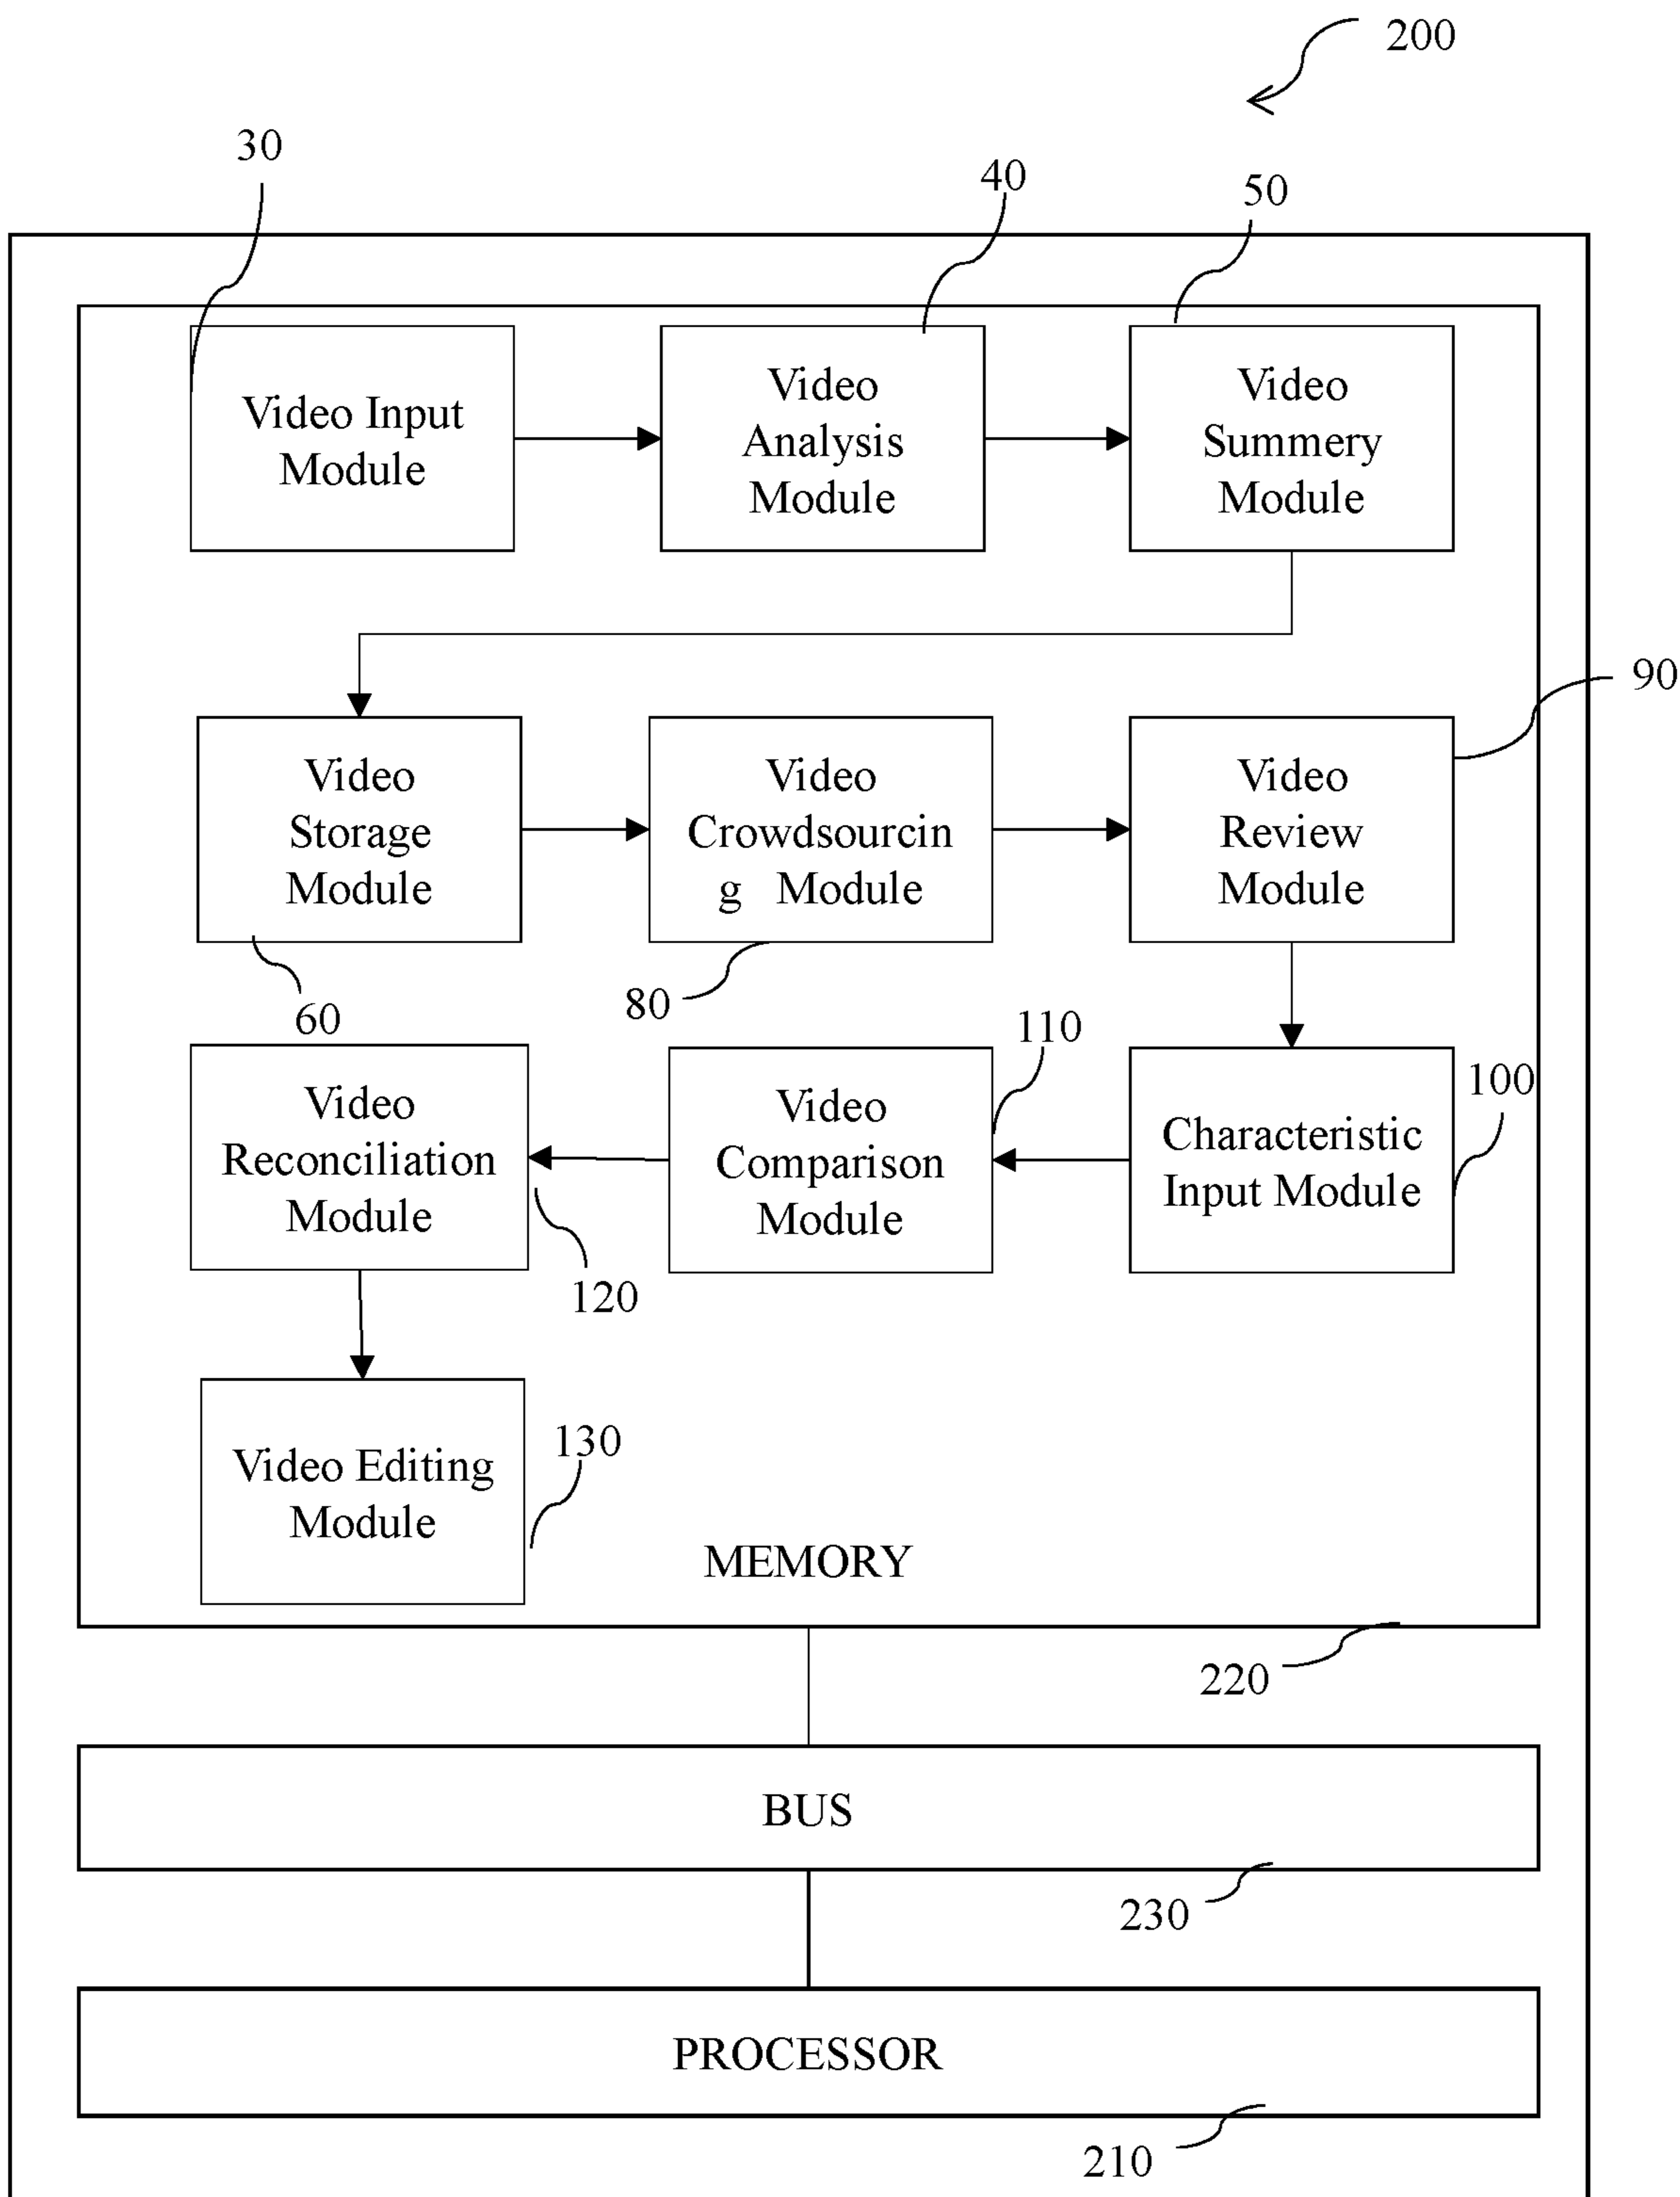 200
30
40
50
Video Input
Module
Video
Analysis
Module
Video
Summery
Module
90
Video
Storage
Module
Video
Crowdsourcin
g Module
Video
Review
Module
60
80
110
100
Video
Reconciliation
Module
Video
Comparison
Module
Characteristic
Input Module
120
Video Editing
Module
130
MEMORY
220
BUS
230
PROCESSOR
210